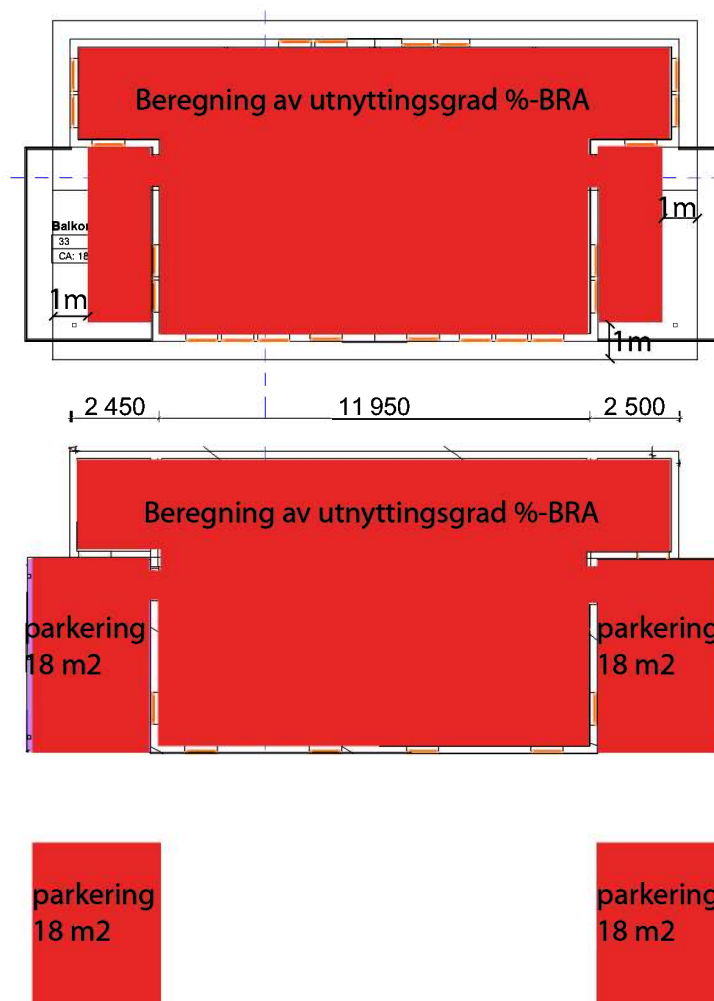 Beregning av utnyttingsgrad %-BRA
1m
33
CA: 18
1m
1m
2 450 11 950 2 500
Beregning av utnyttingsgrad %-BRA
parkering parkering
18 m2 18 m2
parkering parkering
18 m2 18 m2